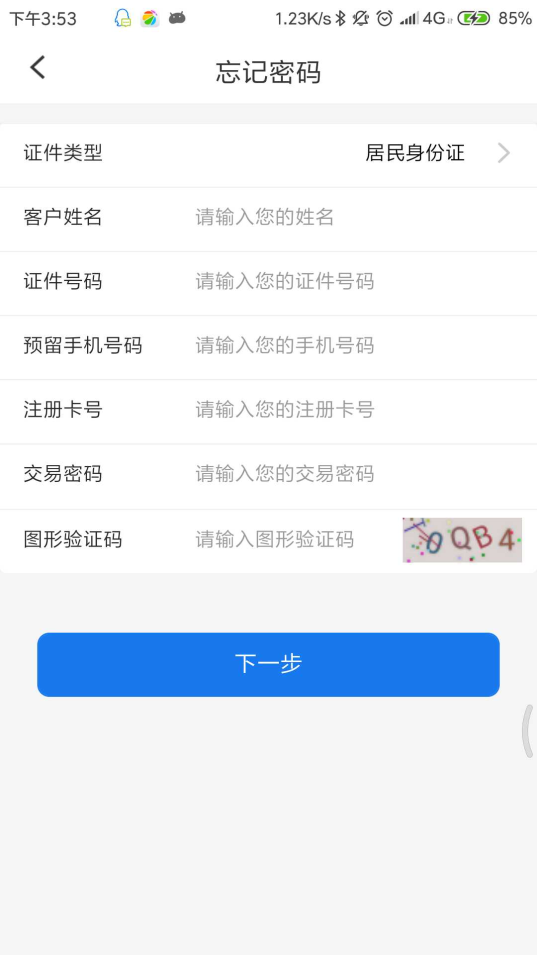 下午3:53
1.23K/s 4G 85%
忘记密码
证件类型 居民身份证
客户姓名 请输入您的姓名
证件号码 请输入您的证件号码
预留手机号码 请输入您的手机号码
注册卡号 请输入您的注册卡号
交易密码 请输入您的交易密码
图形验证码 请输入图形验证码
下一步